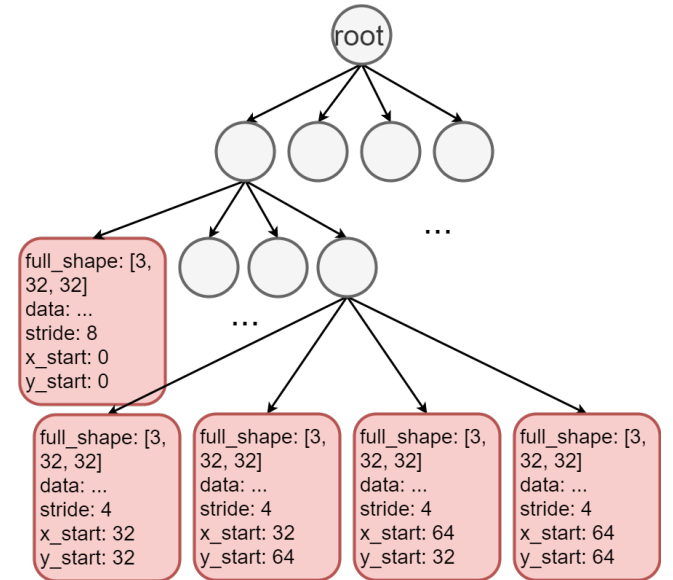 root
...
full_shape: [3,
32, 32]
data: ...
stride: 8
x_start: 0
y_start: 0
...
full_shape: [3,
32, 32]
data: ...
stride: 4
x_start: 32
y_start: 32
full_shape: [3,
32, 32]
data: ...
stride: 4
x_start: 32
y_start: 64
full_shape: [3,
32, 32]
data: ...
stride: 4
x_start: 64
y_start: 32
full_shape: [3,
32, 32]
data: ...
stride: 4
x_start: 64
y_start: 64